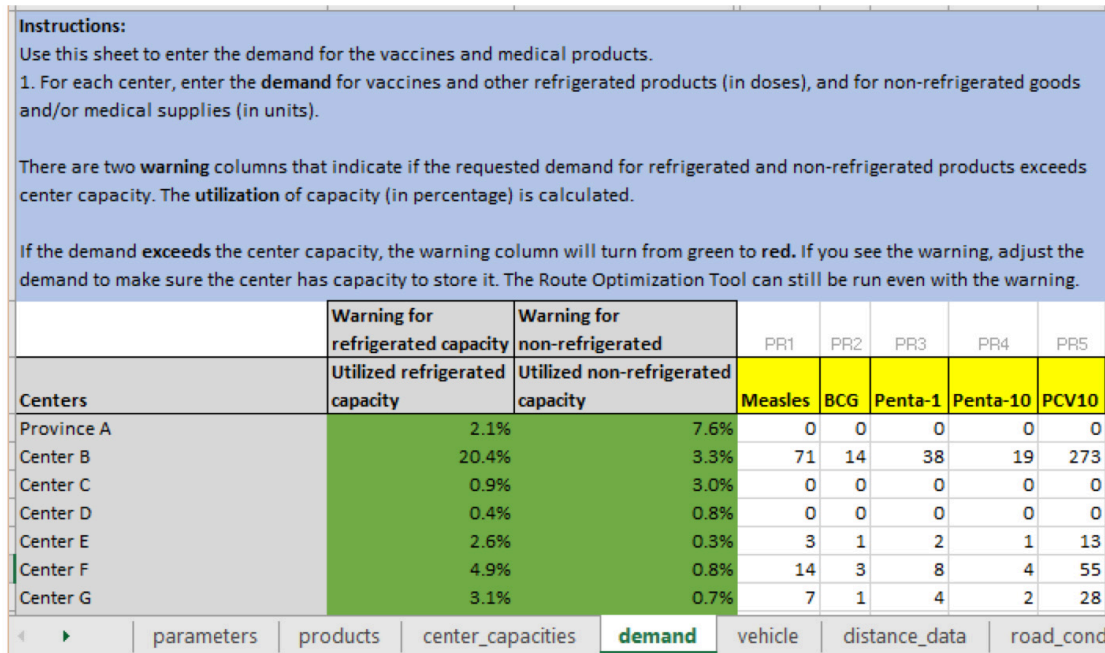 Instructions:
Use this sheet to enter the demand for the vaccines and medical products.
1. For each center, enter the demand for vaccines and other refrigerated products (in doses), and for non-refrigerated goods
and/or medical supplies (in units).
There are two warning columns that indicate if the requested demand for refrigerated and non-refrigerated products exceeds
center capacity. The utilization of capacity (in percentage) is calculated.
If the demand exceeds the center capacity, the warning column will turn from green to red. If you see the warning, adjust the
demand to make sure the center has capacity to store it. The Route Optimization Tool can still be run even with the warning.
Warning for Warning for
refrigerated capacity non-refrigerated PR1 PR2 PR3 PR4 PR5
Utilized refrigerated Utilized non-refrigerated
Centers capacity capacity Measles BCG Penta-1 Penta-10 PCV10
Province A 2.1% 7.6% 0 0 0 0 0
Center B 20.4% 3.3% 71 14 38 19 273
Center C 0.9% 3.0% 0 0 0 0 0
Center D 0.4% 0.8% 0 0 0 0 0
Center E 2.6% 0.3% 3 1 2 1 13
Center F 4.9% 0.8% 14 3 8 4 55
Center G 3.1% 0.7% 7 1 4 2 28
parameters products center_capacities demand vehicle distance_data road_cond